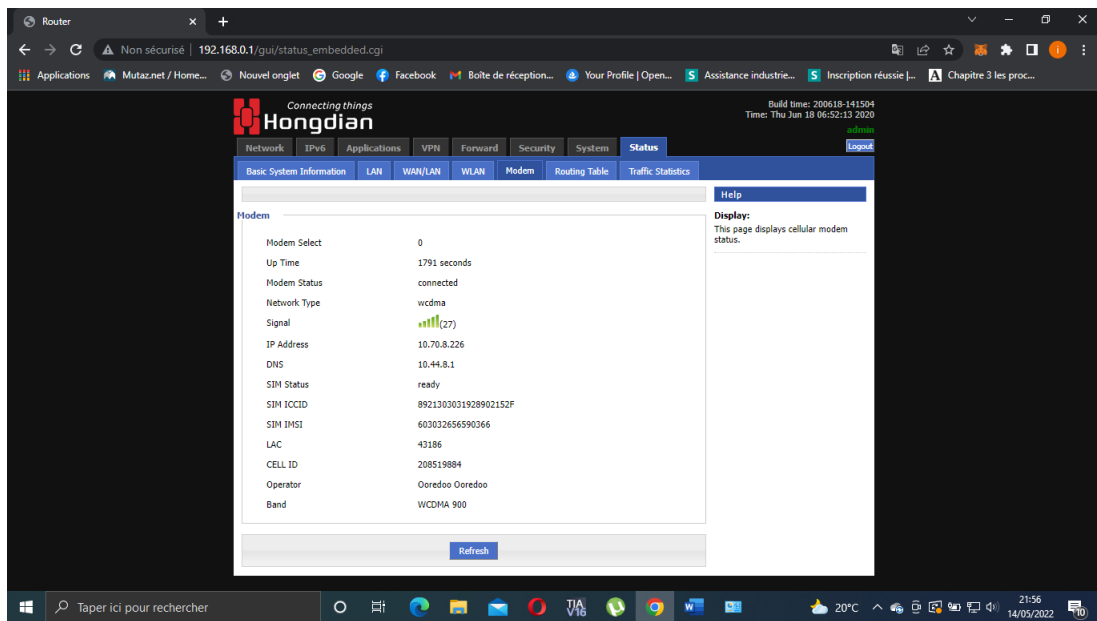 Router
Non sécurisé | 192.168.0.1/gui/status_embedded.cgi
Applications Mutaz.net / Home... Nouvel onglet Google Facebook Boîte de réception... Your Profile | Open... Assistance industrie... Inscription réussie |... Chapitre 3 les proc...
Connecting things
Hongdian
Build time: 200618-141504
Time: Thu Jun 18 06:52:13 2020
admin
Logout
Network IPv6 Applications VPN Forward Security System Status
Basic System Information LAN WAN/LAN WLAN Modem Routing Table Traffic Statistics
Help
Display:
This page displays cellular modem
status.
Modem
Modem Select 0
Up Time 1791 seconds
Modem Status connected
Network Type wcdma
Signal (27)
IP Address 10.70.8.226
DNS 10.44.8.1
SIM Status ready
SIM ICCID 8921303031928902152F
SIM IMSI 603032656590366
LAC 43186
CELL ID 208519884
Operator Ooredoo Ooredoo
Band WCDMA 900
Refresh
Taper ici pour rechercher
TIA V16
20°C
21:56
14/05/2022
10